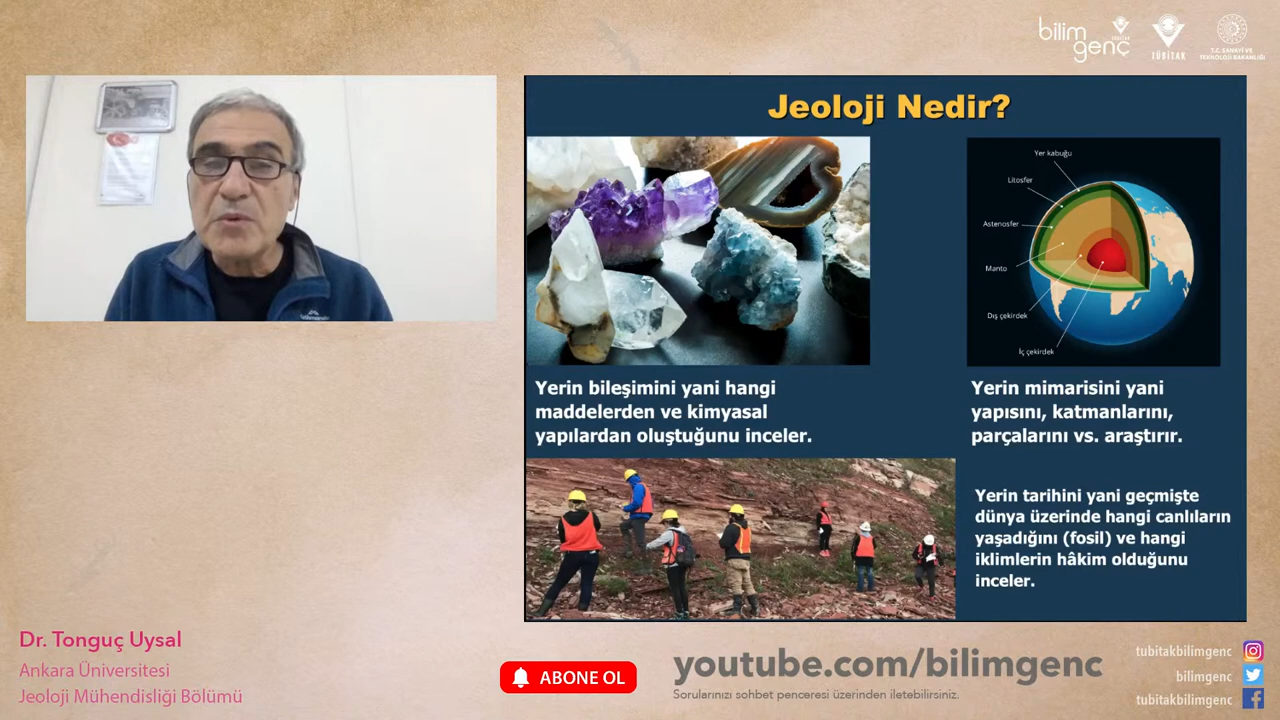 bilim
genç
TÜBİTAK
TÜBİTAK
T.C. SANAYİ VE
TEKNOLOJİ BAKANLIĞI
Jeoloji Nedir?
Yer kabuğu
Litosfer
Astenosfer
Manto
Dış çekirdek
İç çekirdek
Yerin bileşimini yani hangi
maddelerden ve kimyasal
yapılardan oluştuğunu inceler.
Yerin mimarisini yani
yapısını, katmanlarını,
parçalarını vs. araştırır.
Yerin tarihini yani geçmişte
dünya üzerinde hangi canlıların
yaşadığını (fosil) ve hangi
iklimlerin hâkim olduğunu
inceler.
Dr. Tonguç Uysal
Ankara Üniversitesi
Jeoloji Mühendisliği Bölümü
ABONE OL
youtube.com/bilimgenc
Sorularınızı sohbet penceresi üzerinden iletebilirsiniz.
tubitakbilimgenc
bilimgenc
tubitakbilimgenc